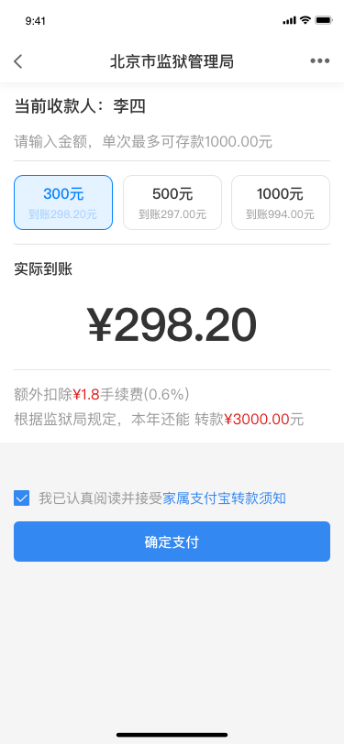 9:41
北京市监狱管理局
当前收款人：李四
请输入金额，单次最多可存款1000.00元
300元 500元 1000元
到账298.20元 到账297.00元 到账994.00元
实际到账
¥298.20
额外扣除¥1.8手续费(0.6%)
根据监狱局规定，本年还能 转款¥3000.00元
我已认真阅读并接受家属支付宝转款须知
确定支付